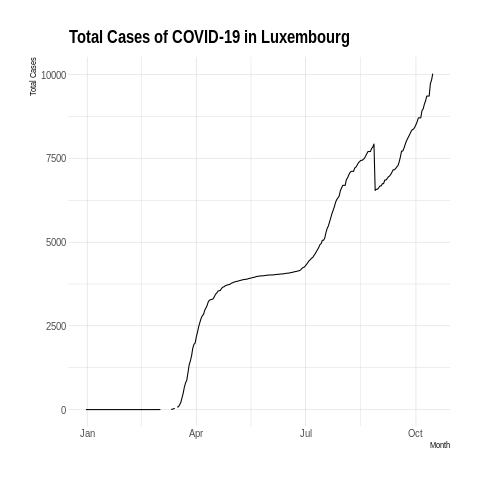 Total Cases of COVID-19 in Luxembourg
Total Cases
10000
7500
5000
2500
0
Jan Apr Jul Oct
Month